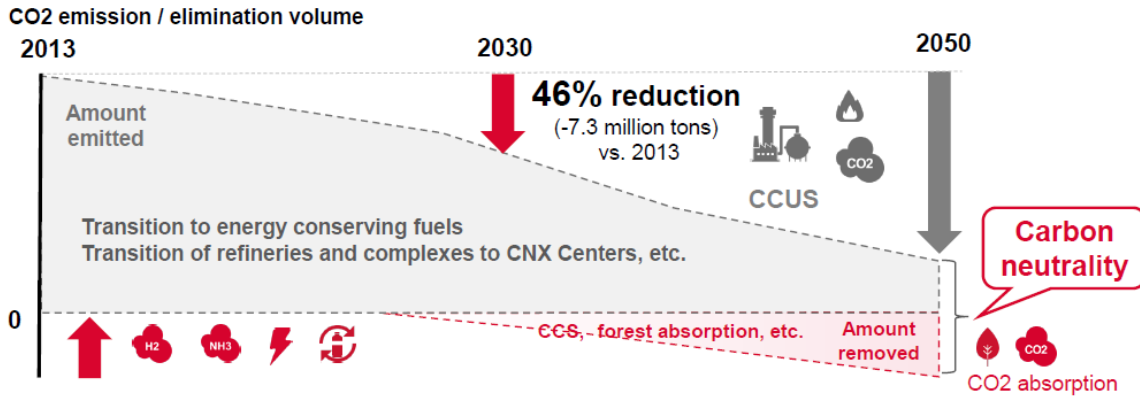 CO2 emission / elimination volume
2013
2030
2050
Amount
emitted
46% reduction
(-7.3 million tons)
vs. 2013
CO2
CCUS
Transition to energy conserving fuels
Transition of refineries and complexes to CNX Centers, etc.
Carbon
neutrality
0
H2
NH3
CCS, forest absorption, etc.
Amount
removed
CO2
CO2 absorption